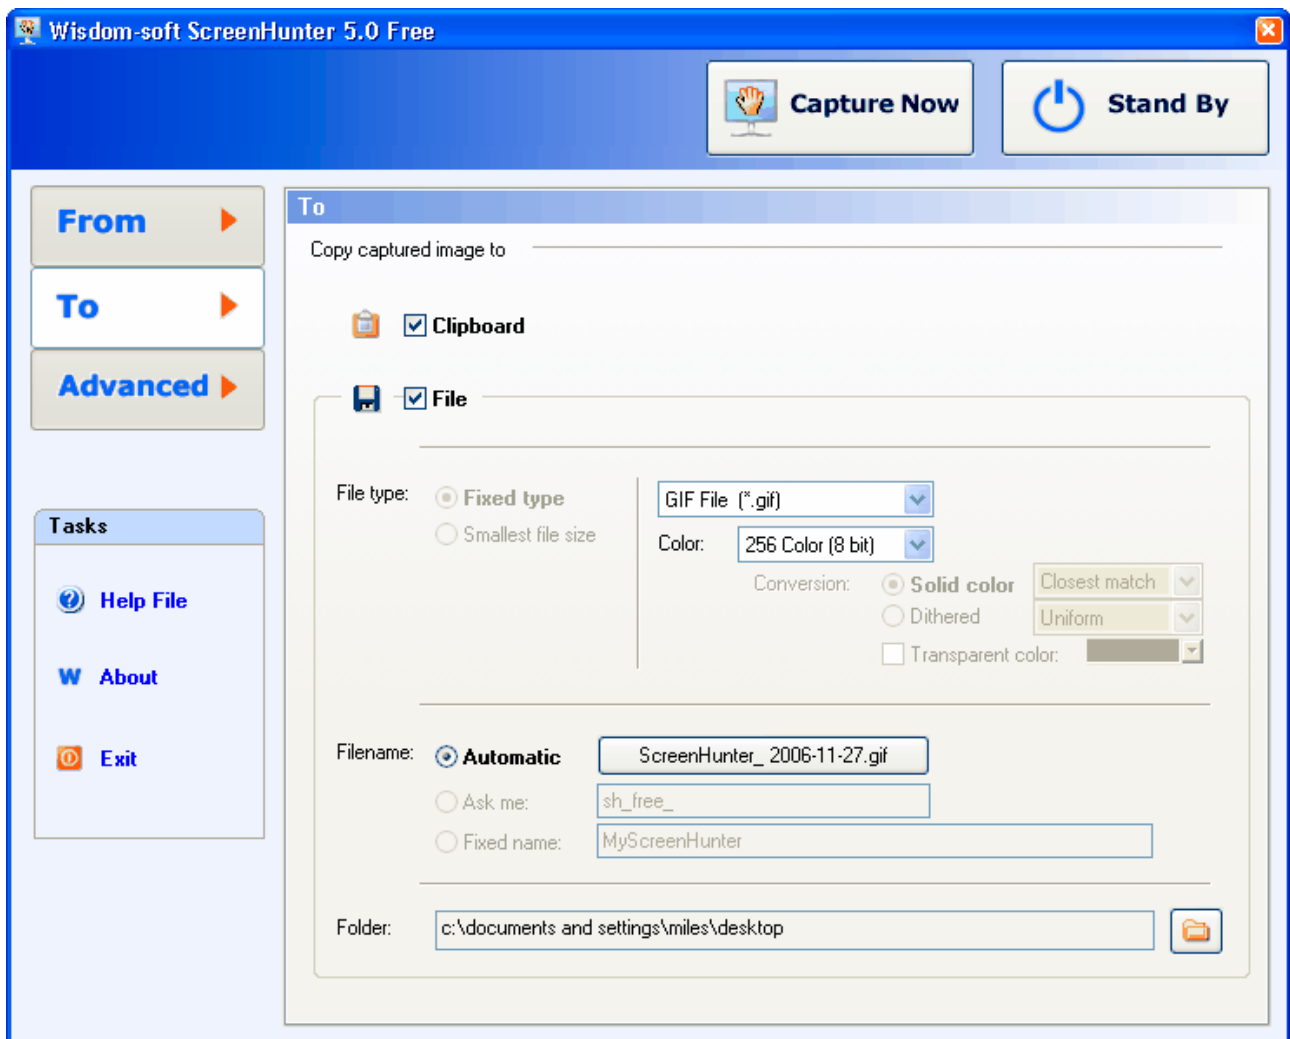 Wisdom-soft ScreenHunter 5.0 Free
Capture Now
Stand By
From
To
Advanced
Tasks
Help File
W About
Exit
To
Copy captured image to
Clipboard
File
File type:
Fixed type
Smallest file size
GIF File (*.gif)
Color: 256 Color (8 bit)
Conversion: Solid color Closest match
Dithered Uniform
Transparent color:
Filename: Automatic ScreenHunter_ 2006-11-27.gif
Ask me: sh_free_
Fixed name: MyScreenHunter
Folder: c:\documents and settings\miles\desktop